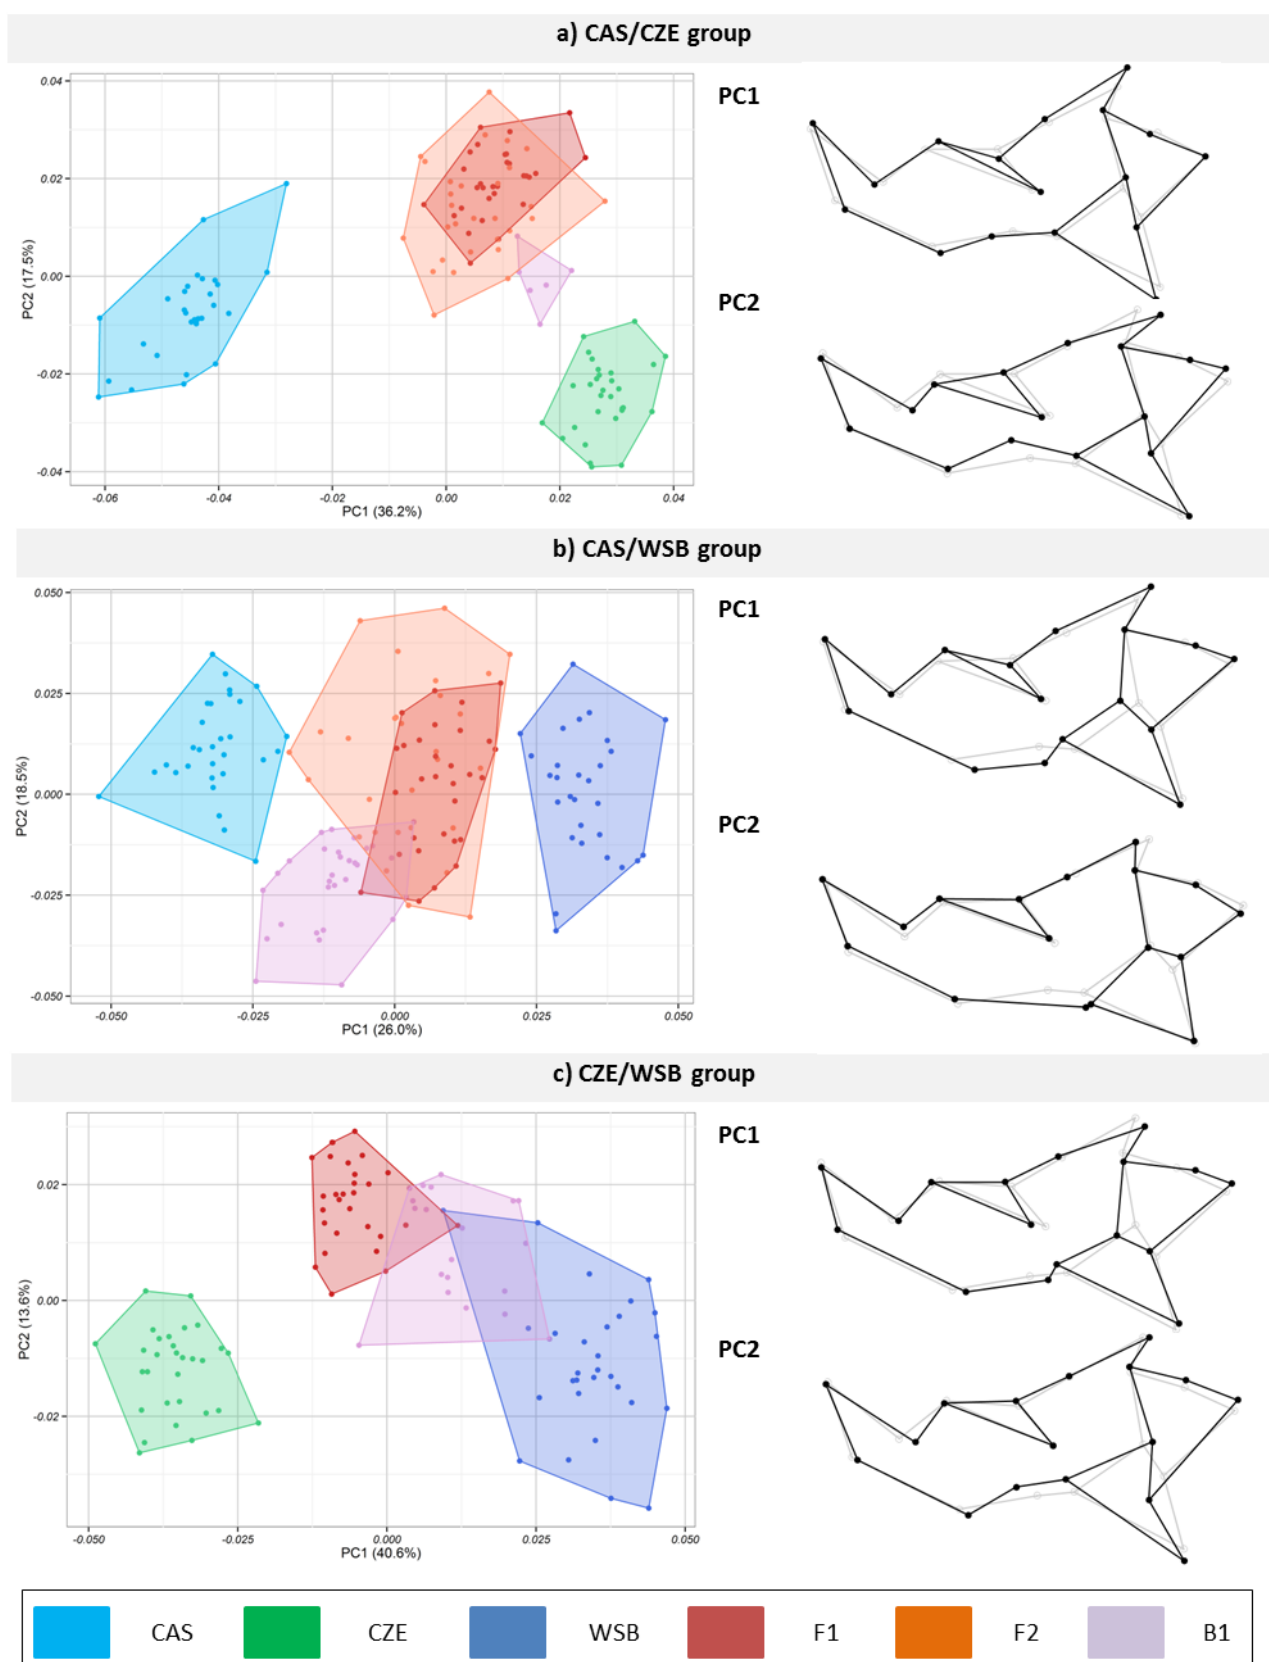 a) CAS/CZE group
PC1
0.04
0.02
0.00
-0.02
-0.04
PC2 (17.5%)
-0.06
-0.04
-0.02
0.00
0.02
0.04
PC1 (36.2%)
PC2
b) CAS/WSB group
PC1
0.050
0.025
0.000
-0.025
-0.050
PC2 (18.5%)
-0.050
-0.025
0.000
0.025
0.050
PC1 (26.0%)
PC2
c) CZE/WSB group
PC1
0.02
0.00
-0.02
PC2 (13.6%)
-0.050
-0.025
0.000
0.025
0.050
PC1 (40.6%)
PC2
CAS CZE WSB F1 F2 B1